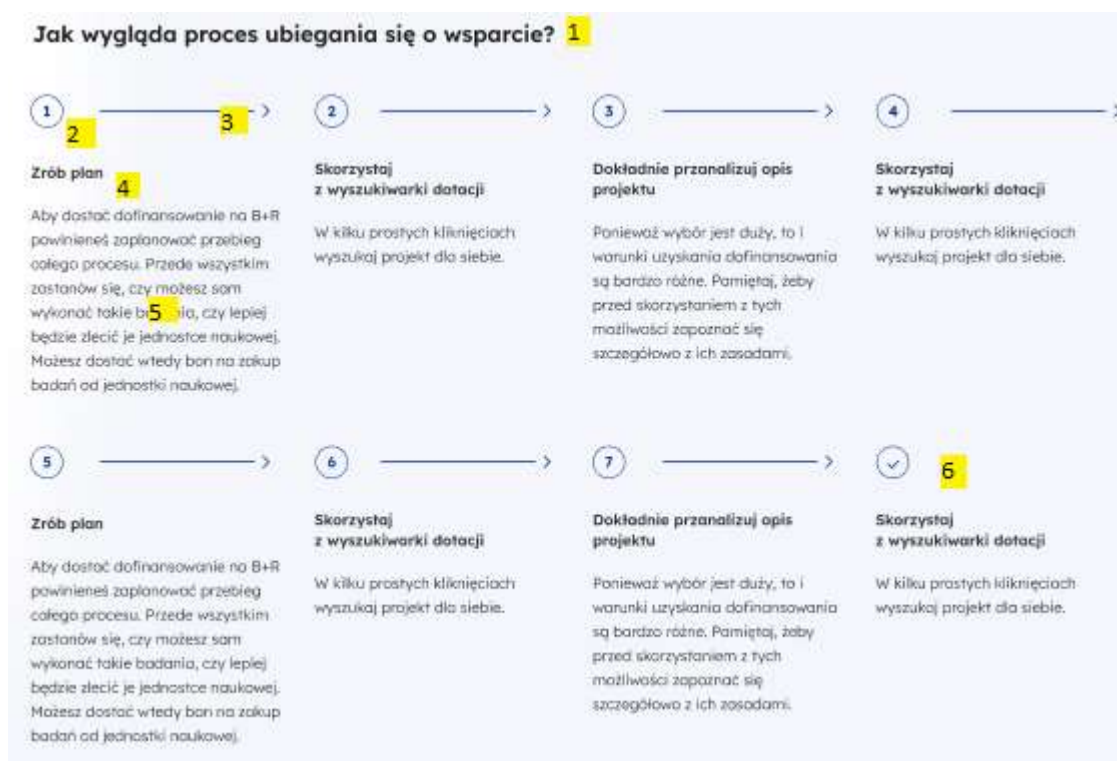 Jak wygląda proces ubiegania się o wsparcie? 1
1
2
3
2
3
4
Zrób plan
4
Aby dostać dofinansowanie na B+R
powinieneś zaplanować przebieg
całego procesu. Przede wszystkim
zastanów się, czy możesz sam
wykonać takie b 5 ia, czy lepiej
będzie zlecić je jednostce naukowej.
Możesz dostać wtedy bon na zakup
badań od jednostki naukowej.
Skorzystaj
z wyszukiwarki dotacji
W kilku prostych kliknięciach
wyszukaj projekt dla siebie.
Dokładnie przanalizuj opis
projektu
Ponieważ wybór jest duży, to i
warunki uzyskania dofinansowania
są bardzo różne. Pamiętaj, żeby
przed skorzystaniem z tych
możliwości zapoznać się
szczegółowo z ich zasadami.
Skorzystaj
z wyszukiwarki dotacji
W kilku prostych kliknięciach
wyszukaj projekt dla siebie.
5
6
7
6
Zrób plan
Aby dostać dofinansowanie na B+R
powinieneś zaplanować przebieg
całego procesu. Przede wszystkim
zastanów się, czy możesz sam
wykonać takie badania, czy lepiej
będzie zlecić je jednostce naukowej.
Możesz dostać wtedy bon na zakup
badań od jednostki naukowej.
Skorzystaj
z wyszukiwarki dotacji
W kilku prostych kliknięciach
wyszukaj projekt dla siebie.
Dokładnie przanalizuj opis
projektu
Ponieważ wybór jest duży, to i
warunki uzyskania dofinansowania
są bardzo różne. Pamiętaj, żeby
przed skorzystaniem z tych
możliwości zapoznać się
szczegółowo z ich zasadami.
Skorzystaj
z wyszukiwarki dotacji
W kilku prostych kliknięciach
wyszukaj projekt dla siebie.